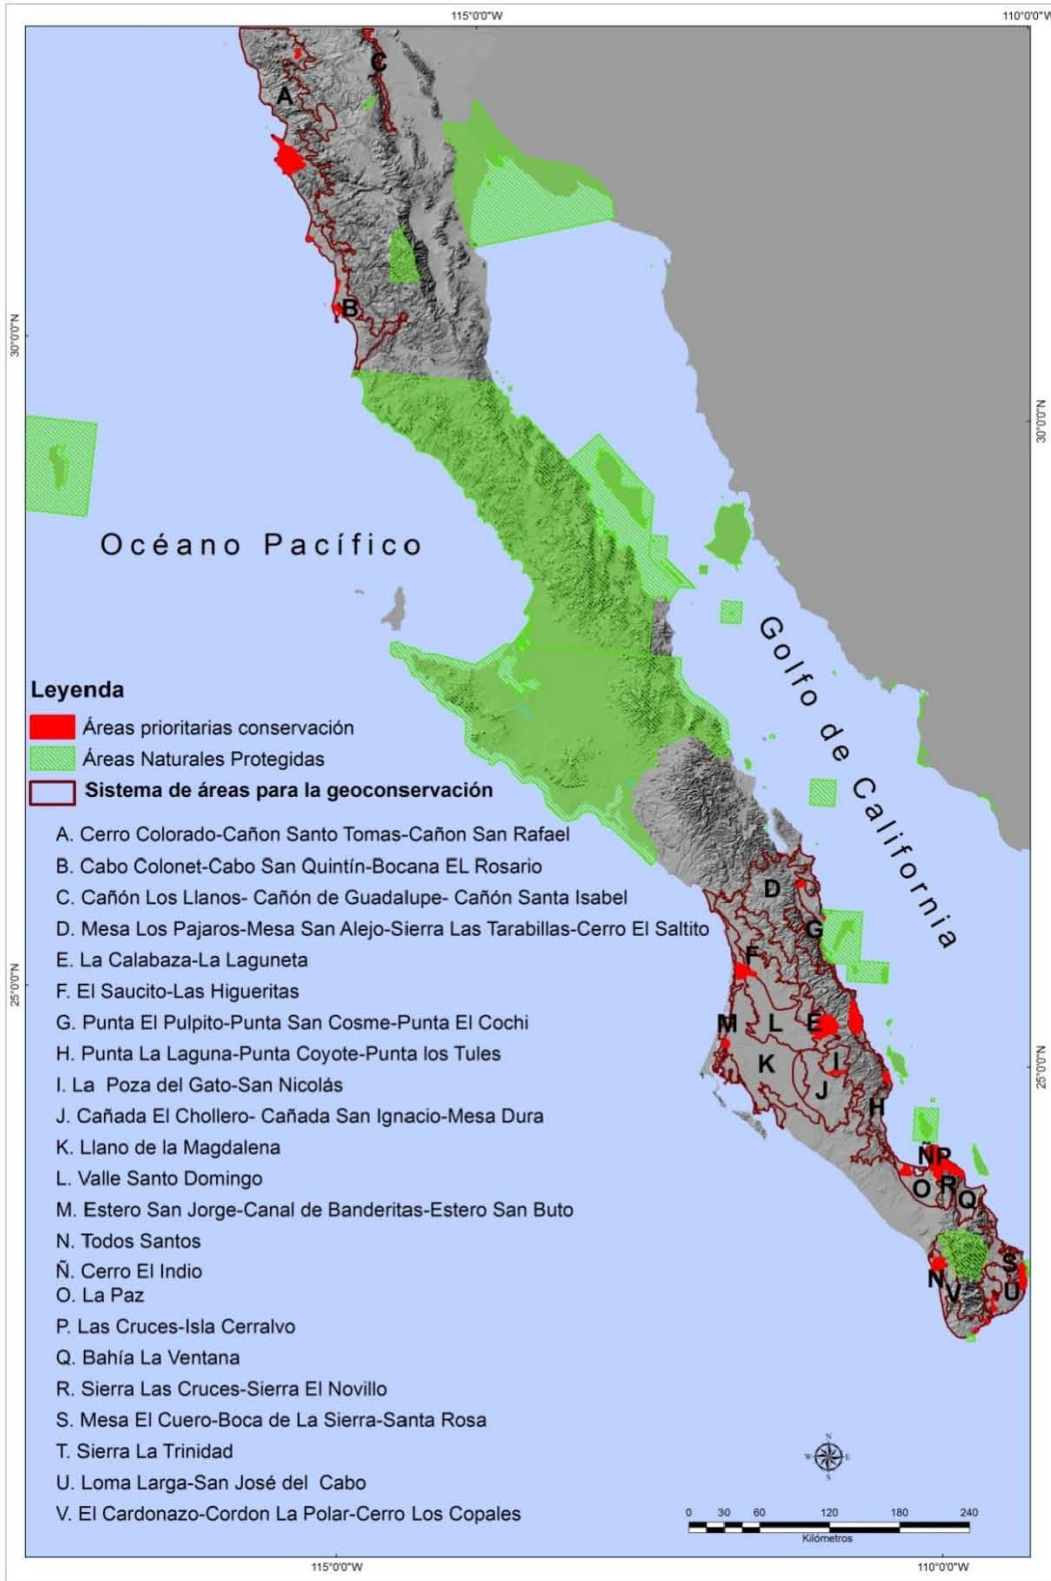 115°0'0"W
110°0'0"W
C
A
B
30°0'0"N
30°0'0"N
Océano Pacífico
Golfo de California
Leyenda
Áreas prioritarias conservación
Áreas Naturales Protegidas
Sistema de áreas para la geoconservación
A. Cerro Colorado-Cañon Santo Tomas-Cañon San Rafael
B. Cabo Colonet-Cabo San Quintín-Bocana EL Rosario
C. Cañón Los Llanos- Cañón de Guadalupe- Cañón Santa Isabel
D. Mesa Los Pajaros-Mesa San Alejo-Sierra Las Tarabillas-Cerro El Saltito
E. La Calabaza-La Laguneta
F. El Saucito-Las Higueritas
G. Punta El Pulpito-Punta San Cosme-Punta El Cochi
H. Punta La Laguna-Punta Coyote-Punta los Tules
I. La Poza del Gato-San Nicolás
J. Cañada El Chollero- Cañada San Ignacio-Mesa Dura
K. Llano de la Magdalena
L. Valle Santo Domingo
M. Estero San Jorge-Canal de Banderitas-Estero San Buto
N. Todos Santos
Ñ. Cerro El Indio
O. La Paz
P. Las Cruces-Isla Cerralvo
Q. Bahía La Ventana
R. Sierra Las Cruces-Sierra El Novillo
S. Mesa El Cuero-Boca de La Sierra-Santa Rosa
T. Sierra La Trinidad
U. Loma Larga-San José del Cabo
V. El Cardonazo-Cordon La Polar-Cerro Los Copales
D
G
F
25°0'0"N
M
L
E
K
I
J
25°0'0"N
H
Ñ
P
O
R
Q
N
V
S
U
N
W
E
S
0 30 60 120 180 240
Kilómetros
115°0'0"W
110°0'0"W